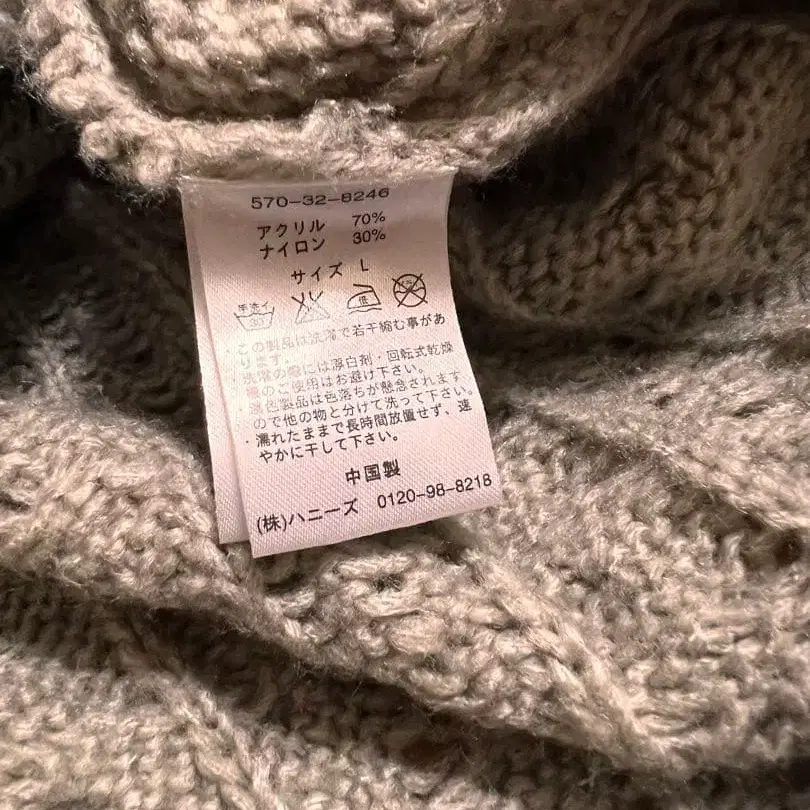 570-32-8246
アクリル 70%
ナイロン 30%
サイズ L
手洗イ
30
低
・この製品は洗濯で若干縮む事があ
ります。
・洗濯の際には漂白剤・回転式乾燥
機のご使用はお避け下さい。
・濃色製品は色落ちが懸念されます
ので他の物と分けて洗って下さい。
・濡れたままで長時間放置せず、速
やかに干して下さい。
中国製
(株)ハニーズ 0120-98-8218